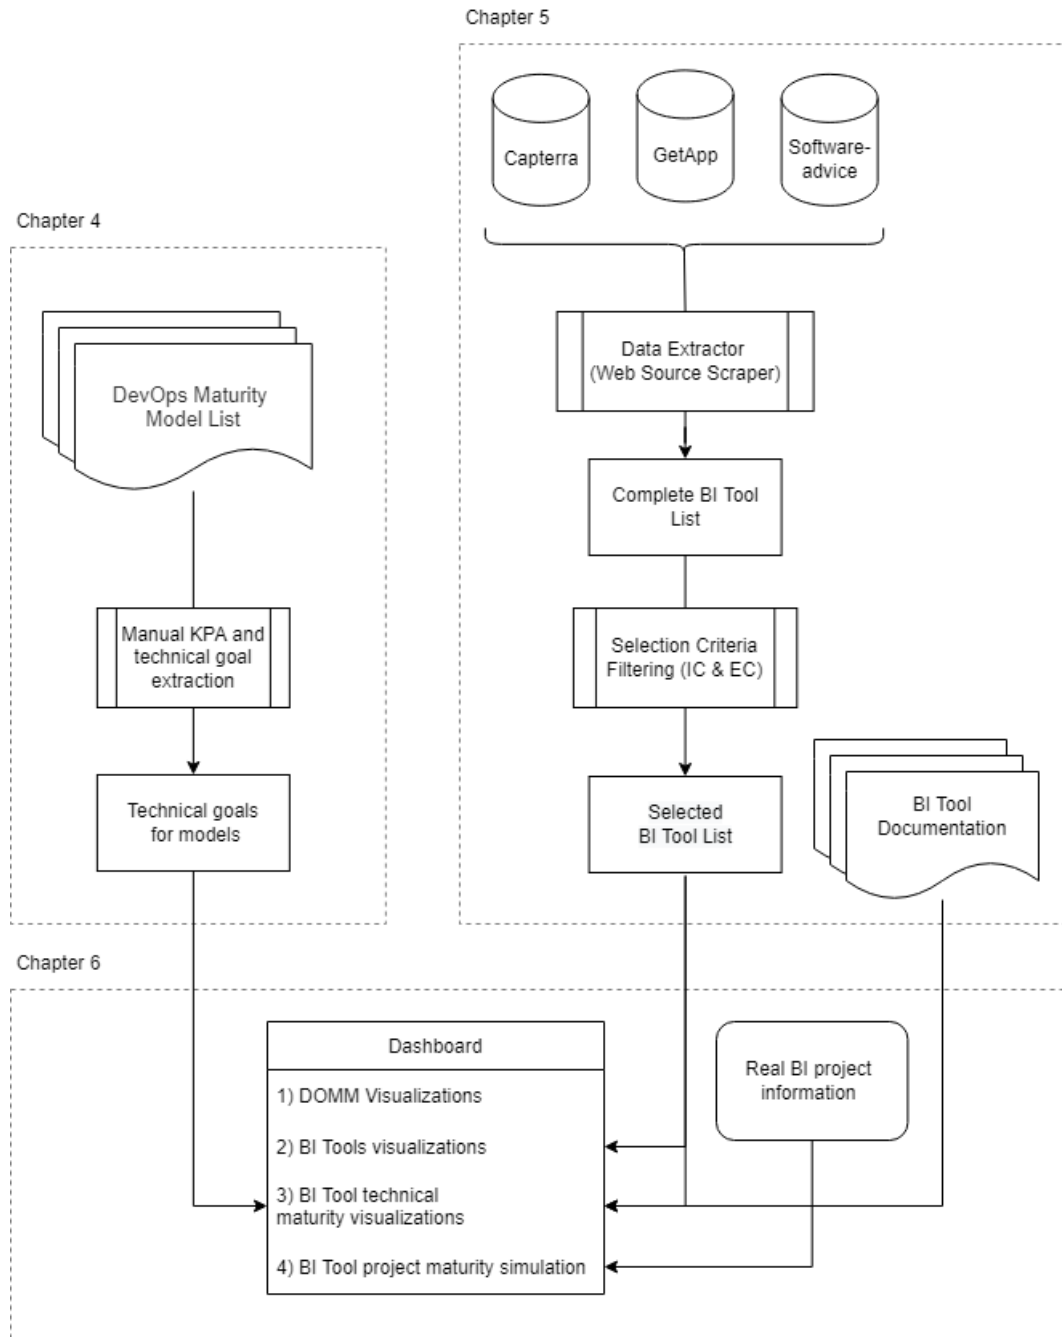 Chapter 5
Capterra
GetApp
Software-
advice
Chapter 4
Data Extractor
(Web Source Scraper)
DevOps Maturity
Model List
Complete BI Tool
List
Manual KPA and
technical goal
extraction
Selection Criteria
Filtering (IC & EC)
Technical goals
for models
Selected
BI Tool List
BI Tool
Documentation
Chapter 6
Dashboard
1) DOMM Visualizations
2) BI Tools visualizations
3) BI Tool technical
maturity visualizations
4) BI Tool project maturity simulation
Real BI project
information